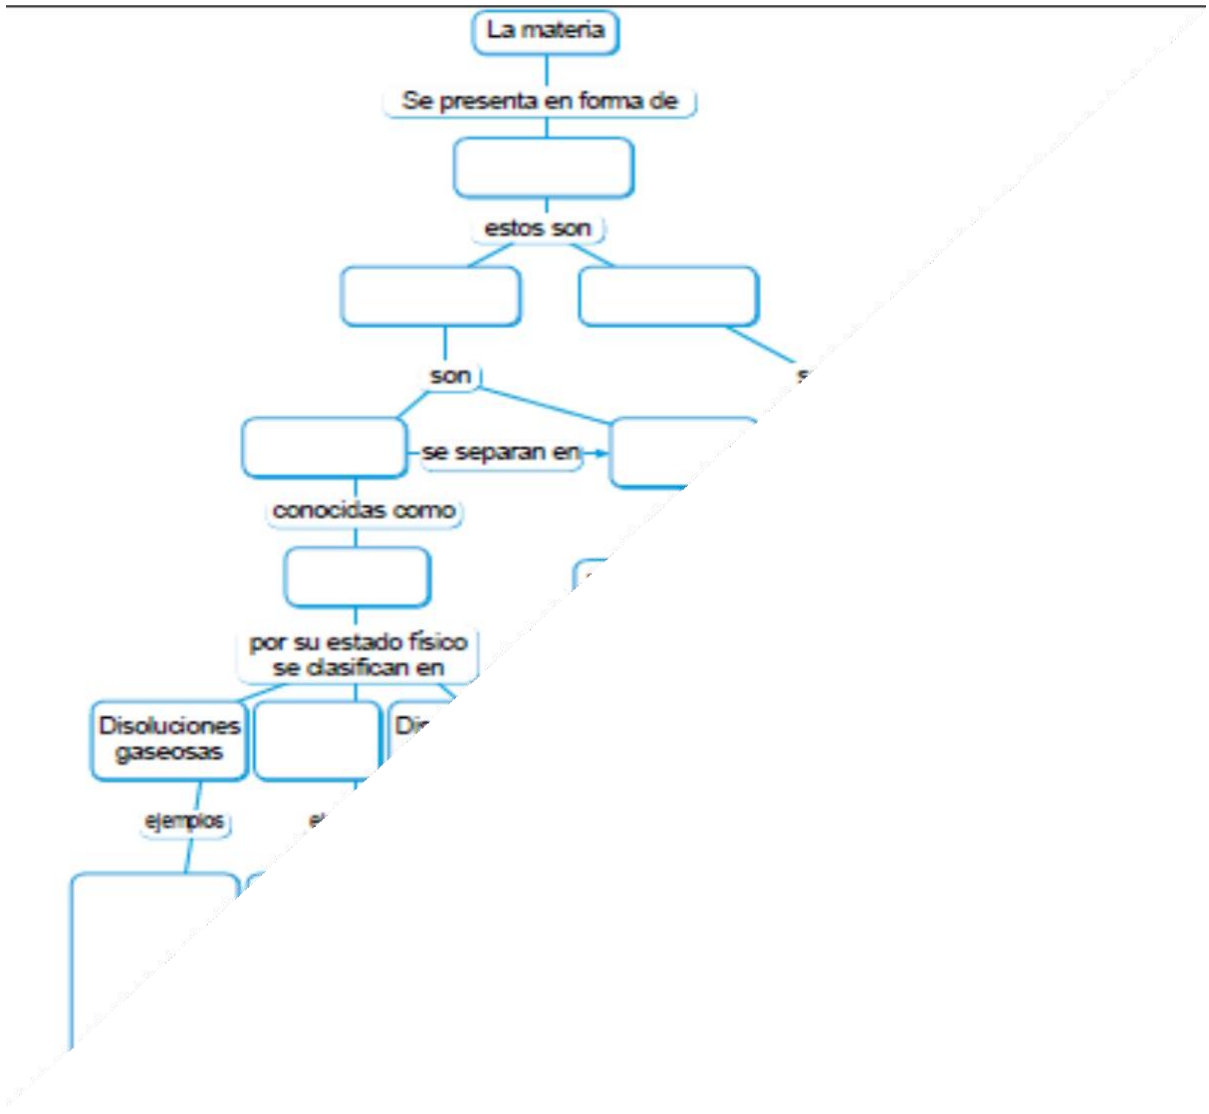 La materia
Se presenta en forma de
estos son
son
se separan en
conocidas como
por su estado físico
se clasifican en
Disoluciones
gaseosas
ejemplos